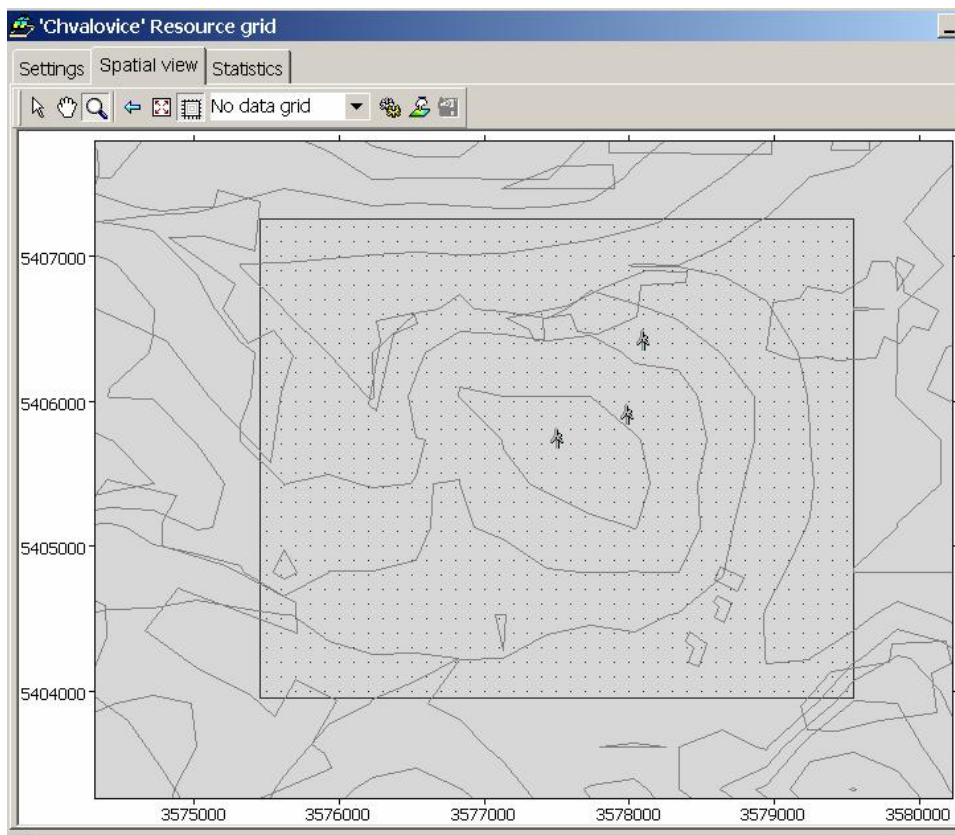 'Chvalovice' Resource grid
Settings Spatial view Statistics
No data grid
5407000
5406000
5405000
5404000
3575000 3576000 3577000 3578000 3579000 3580000